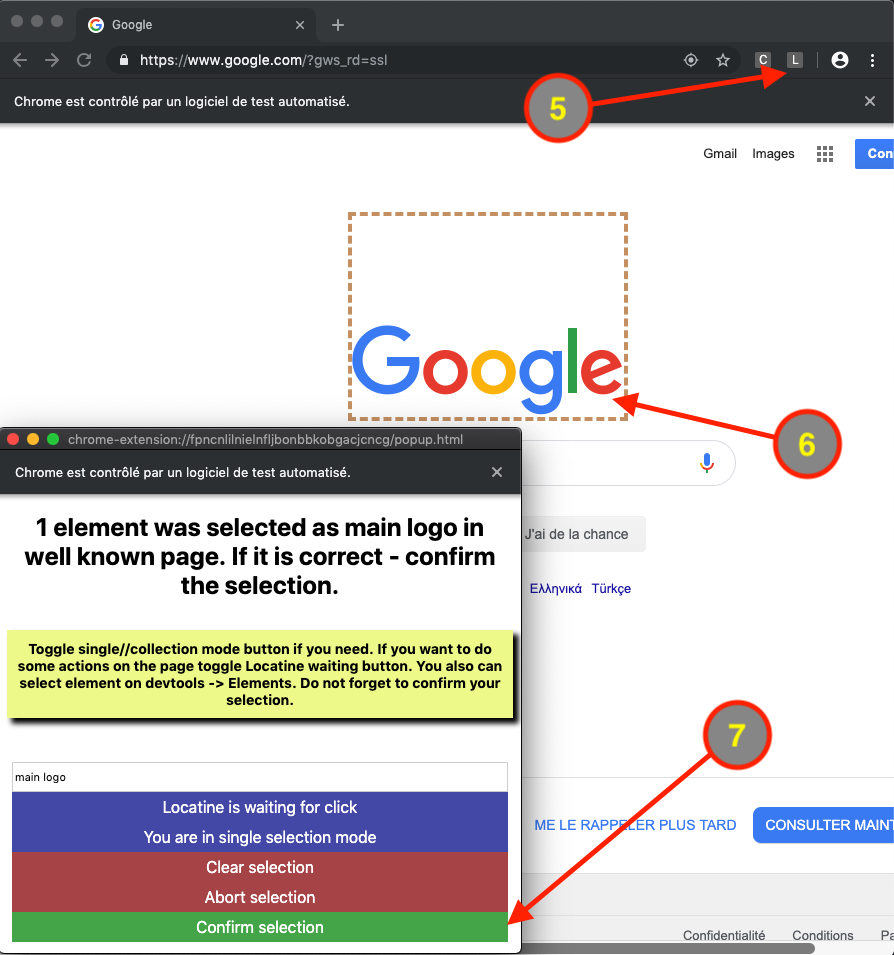 Google
https://www.google.com/?gws_rd=ssl
C
L
Chrome est contrôlé par un logiciel de test automatisé.
5
Gmail Images
Con
Google
6
chrome-extension://fpncnlilnielnfljbonbbkobgacjcncg/popup.html
Chrome est contrôlé par un logiciel de test automatisé.
1 element was selected as main logo in
well known page. If it is correct - confirm
the selection.
J'ai de la chance
Ελληνικά Türkçe
Toggle single//collection mode button if you need. If you want to do
some actions on the page toggle Locatine waiting button. You also can
select element on devtools -> Elements. Do not forget to confirm your
selection.
7
main logo
Locatine is waiting for click
You are in single selection mode
Clear selection
Abort selection
Confirm selection
ME LE RAPPELER PLUS TARD
CONSULTER MAINT
Confidentialité Conditions Pa